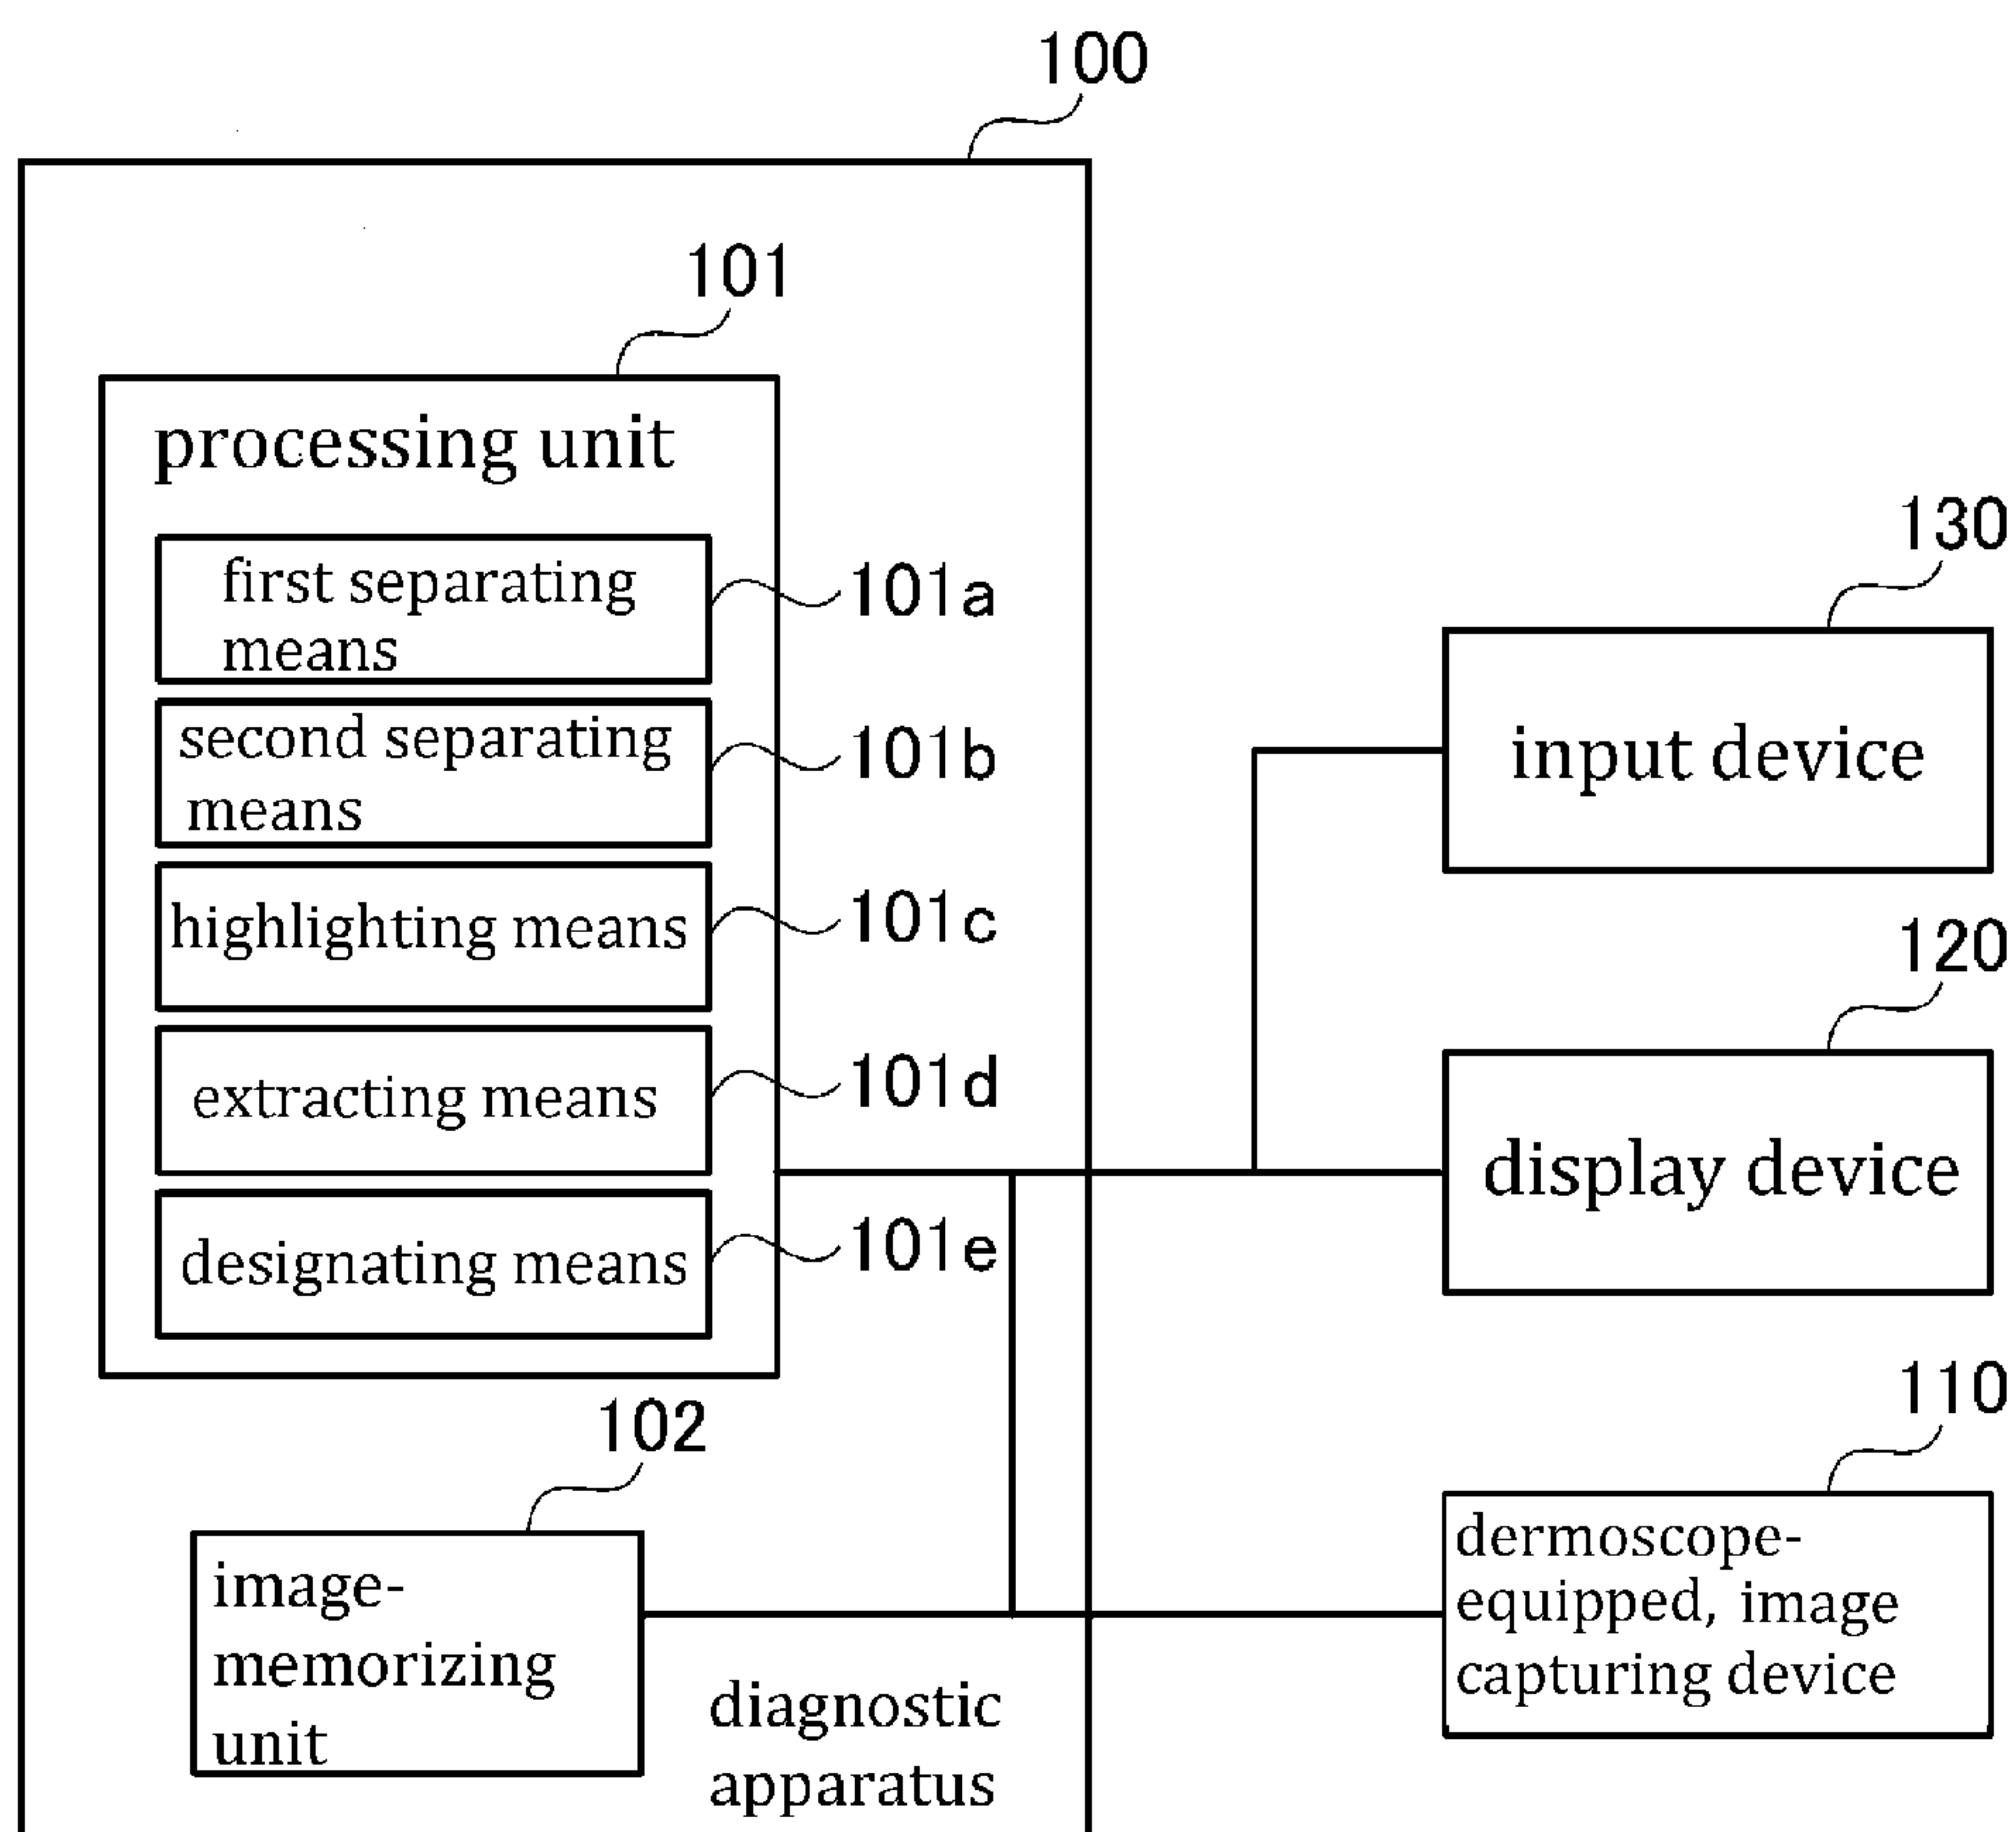 100
101
processing unit
first separating
means
101a
second separating
means
101b
highlighting means
101c
extracting means
101d
designating means
101e
102
image-
memorizing
unit
diagnostic
apparatus
130
input device
120
display device
110
dermoscope-
equipped, image
capturing device